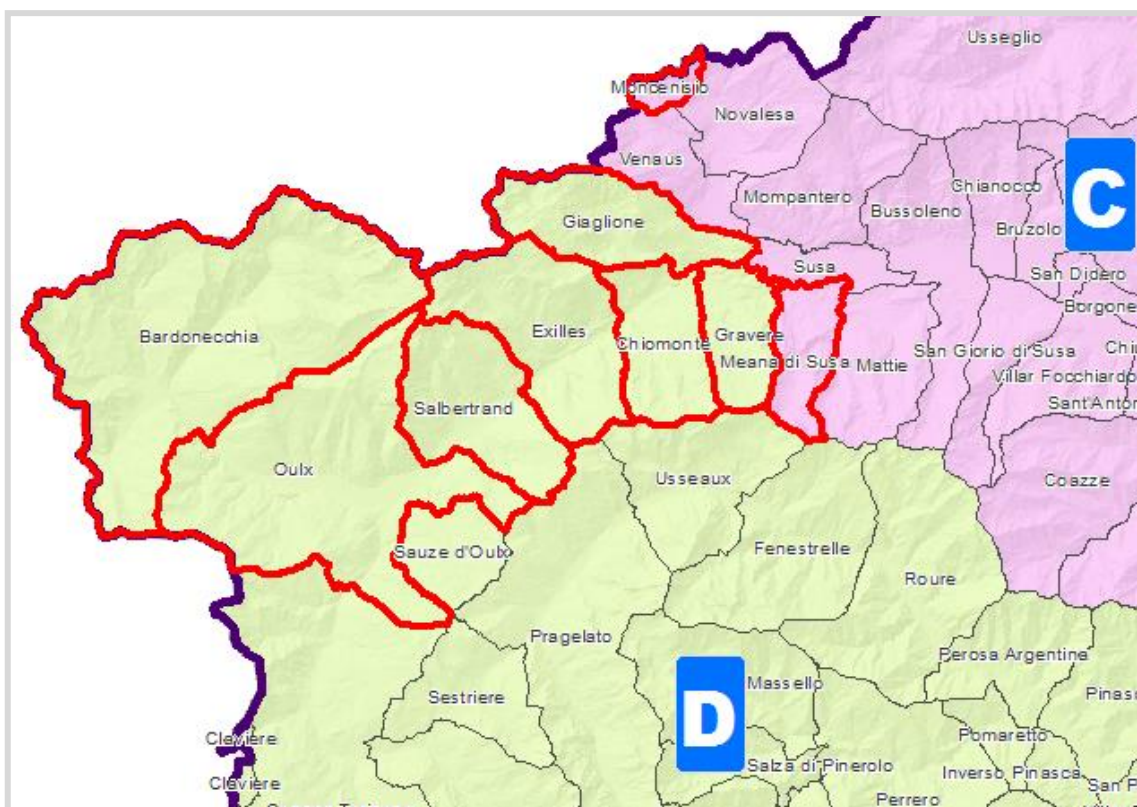 Usseglio
Moncenisio
Novalesa
Venaus
Chianocco
Mompantero
C
Bussoleno
Giaglione
Bruzolo
Susa
San Didero
Borgone
Bardonecchia
Exilles
Chiomonte
Gravere
Meana di Susa
Mattie
San Giorio di Susa
Villar Focchiardo
Sant'Anton
Salbertrand
Oulx
Usseaux
Coazze
Sauze d'Oulx
Fenestrelle
Roure
Pragelato
Perosa Argentina
Massello
Pinas
Sestriere
D
Claviere
Pomaretto
Salza di Pinerolo
Inverso Pinasca
Claviere
San P
Perrero